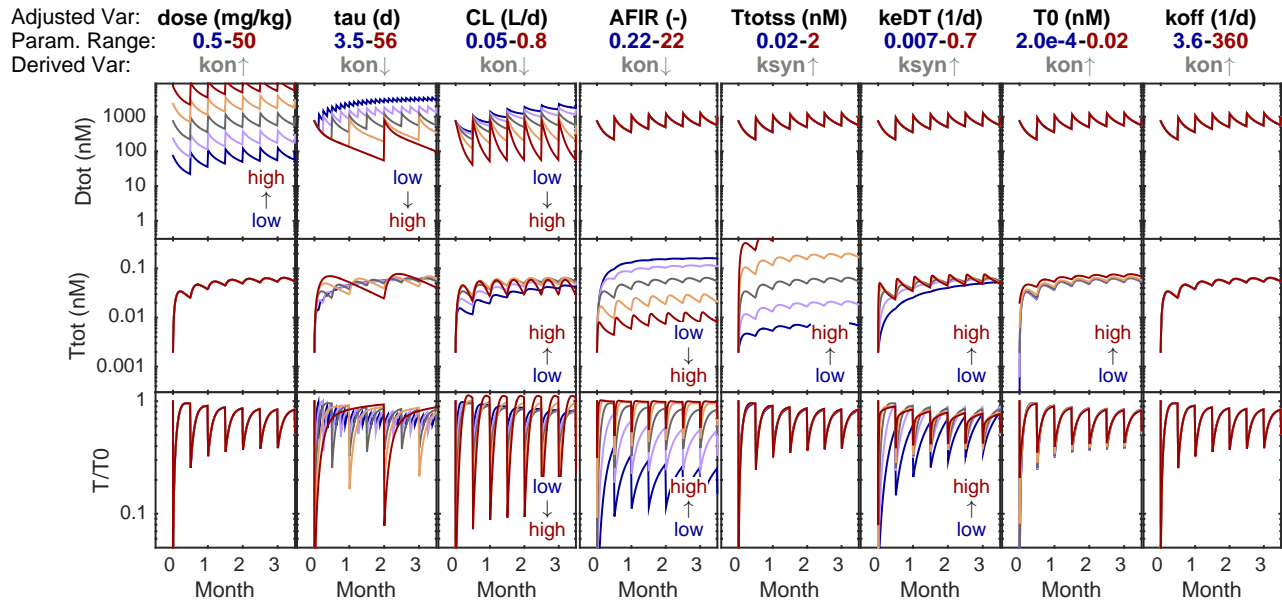 Adjusted Var: dose (mg/kg) tau (d) CL (L/d) AFIR (-) Ttotss (nM) keDT (1/d) T0 (nM) koff (1/d)
Param. Range: 0.5-50 3.5-56 0.05-0.8 0.22-22 0.02-2 0.007-0.7 2.0e-4-0.02 3.6-360
Derived Var: kon↑ kon↓ kon↓ kon↓ ksyn↑ ksyn↑ kon↑ kon↑
Dtot (nM)
1000
100
10
1
high
↑
low
low
↓
high
low
↓
high
Ttot (nM)
0.1
0.01
0.001
high
↑
low
low
↓
high
high
↑
low
high
↑
low
high
↑
low
T/T0
1
0.1
low
↓
high
high
↑
low
high
↑
low
0 1 2 3 0 1 2 3 0 1 2 3 0 1 2 3 0 1 2 3 0 1 2 3 0 1 2 3 0 1 2 3
Month Month Month Month Month Month Month Month